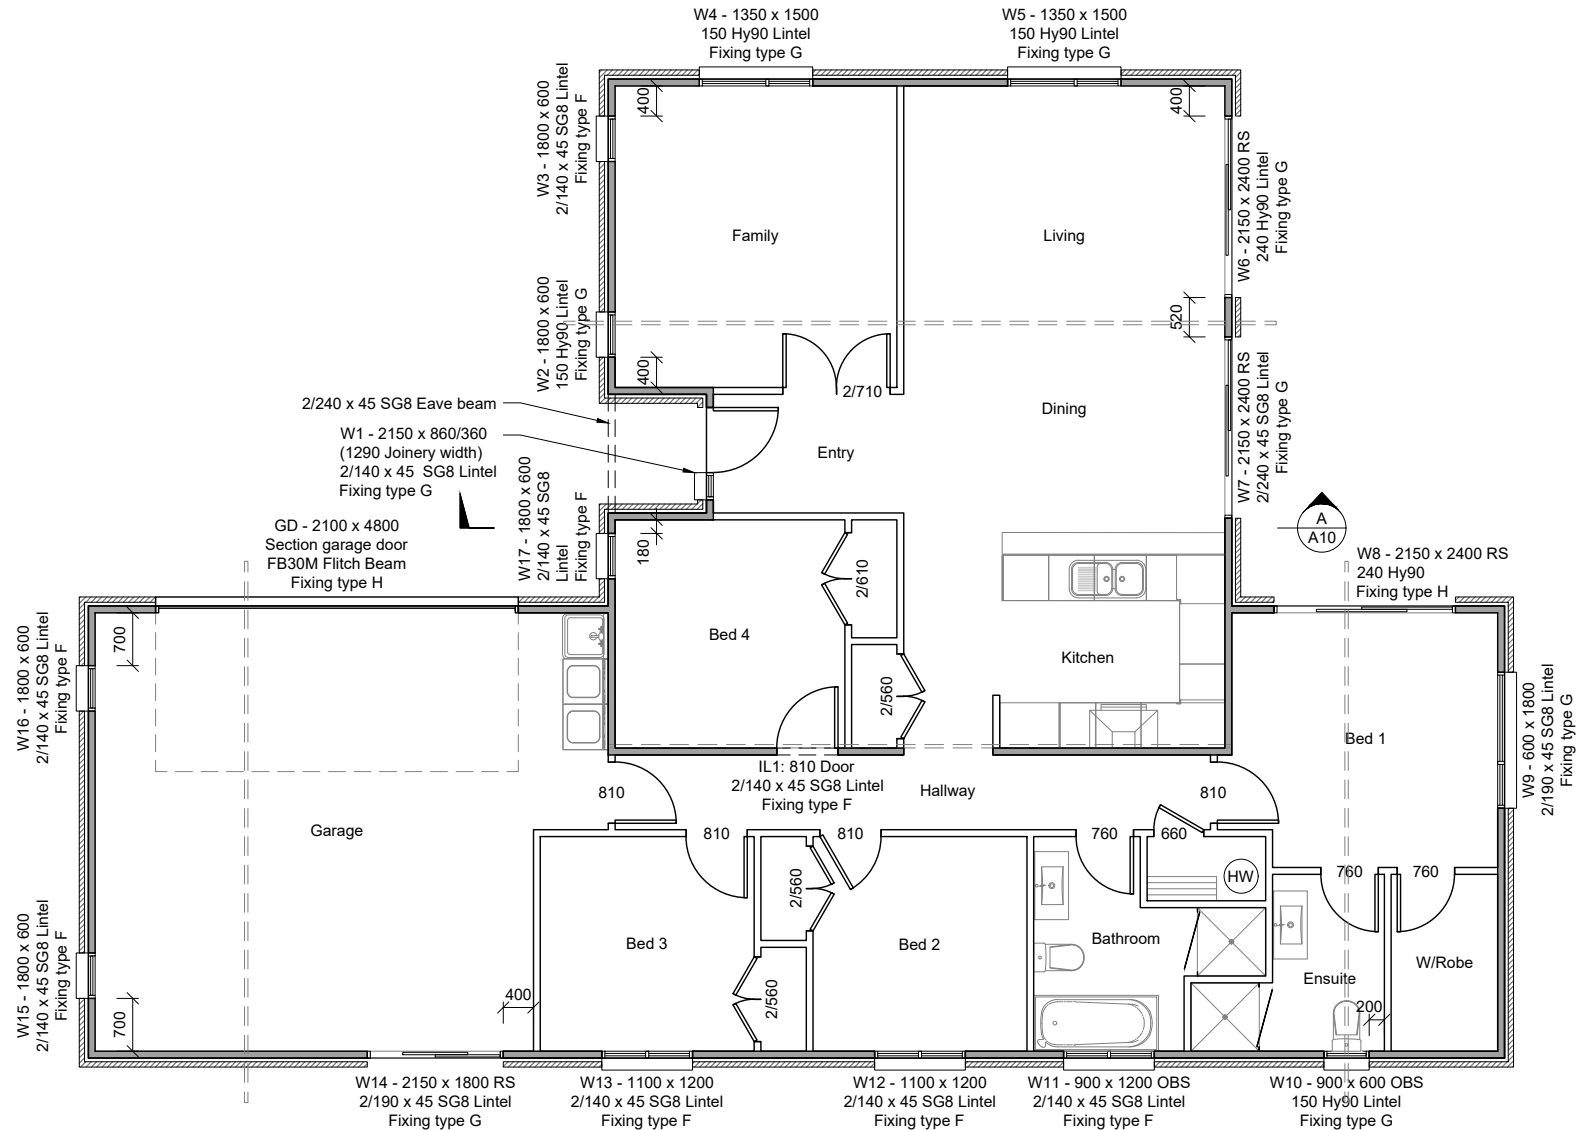 W4 - 1350 x 1500
150 Hy90 Lintel
Fixing type G
W5 - 1350 x 1500
150 Hy90 Lintel
Fixing type G
W3 - 1800 x 600
2/140 x 45 SG8 Lintel
Fixing type F
400
400
W6 - 2150 x 2400 RS
240 Hy90 Lintel
Fixing type G
Family
Living
W2 - 1800 x 600
150 Hy90 Lintel
Fixing type G
400
520
2/710
W7 - 2150 x 2400 RS
2/240 x 45 SG8 Lintel
Fixing type G
2/240 x 45 SG8 Eave beam
W1 - 2150 x 860/360
(1290 Joinery width)
2/140 x 45 SG8 Lintel
Fixing type G
Dining
Entry
W17 - 1800 x 600
2/140 x 45 SG8
Lintel
Fixing type F
GD - 2100 x 4800
Section garage door
FB30M Flitch Beam
Fixing type H
180
2/610
A
A10
W8 - 2150 x 2400 RS
240 Hy90
Fixing type H
W16 - 1800 x 600
2/140 x 45 SG8 Lintel
Fixing type F
700
Bed 4
Kitchen
2/560
Bed 1
W9 - 600 x 1800
2/190 x 45 SG8 Lintel
Fixing type G
IL1: 810 Door
2/140 x 45 SG8 Lintel
Fixing type F
810
Hallway
810
Garage
810
810
760
660
HW
760
760
2/560
Bed 3
Bed 2
Bathroom
W/Robe
Ensuite
W15 - 1800 x 600
2/140 x 45 SG8 Lintel
Fixing type F
700
400
2/560
200
W14 - 2150 x 1800 RS
2/190 x 45 SG8 Lintel
Fixing type G
W13 - 1100 x 1200
2/140 x 45 SG8 Lintel
Fixing type F
W12 - 1100 x 1200
2/140 x 45 SG8 Lintel
Fixing type F
W11 - 900 x 1200 OBS
2/140 x 45 SG8 Lintel
Fixing type F
W10 - 900 x 600 OBS
150 Hy90 Lintel
Fixing type G